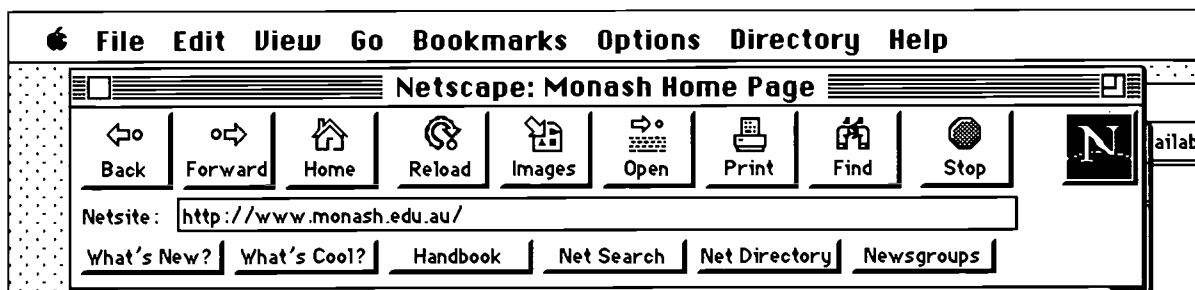 File Edit View Go Bookmarks Options Directory Help
Netscape: Monash Home Page
Back Forward Home Reload Images Open Print Find Stop N
ailab
Netsite: http://www.monash.edu.au/
What's New? What's Cool? Handbook Net Search Net Directory Newsgroups